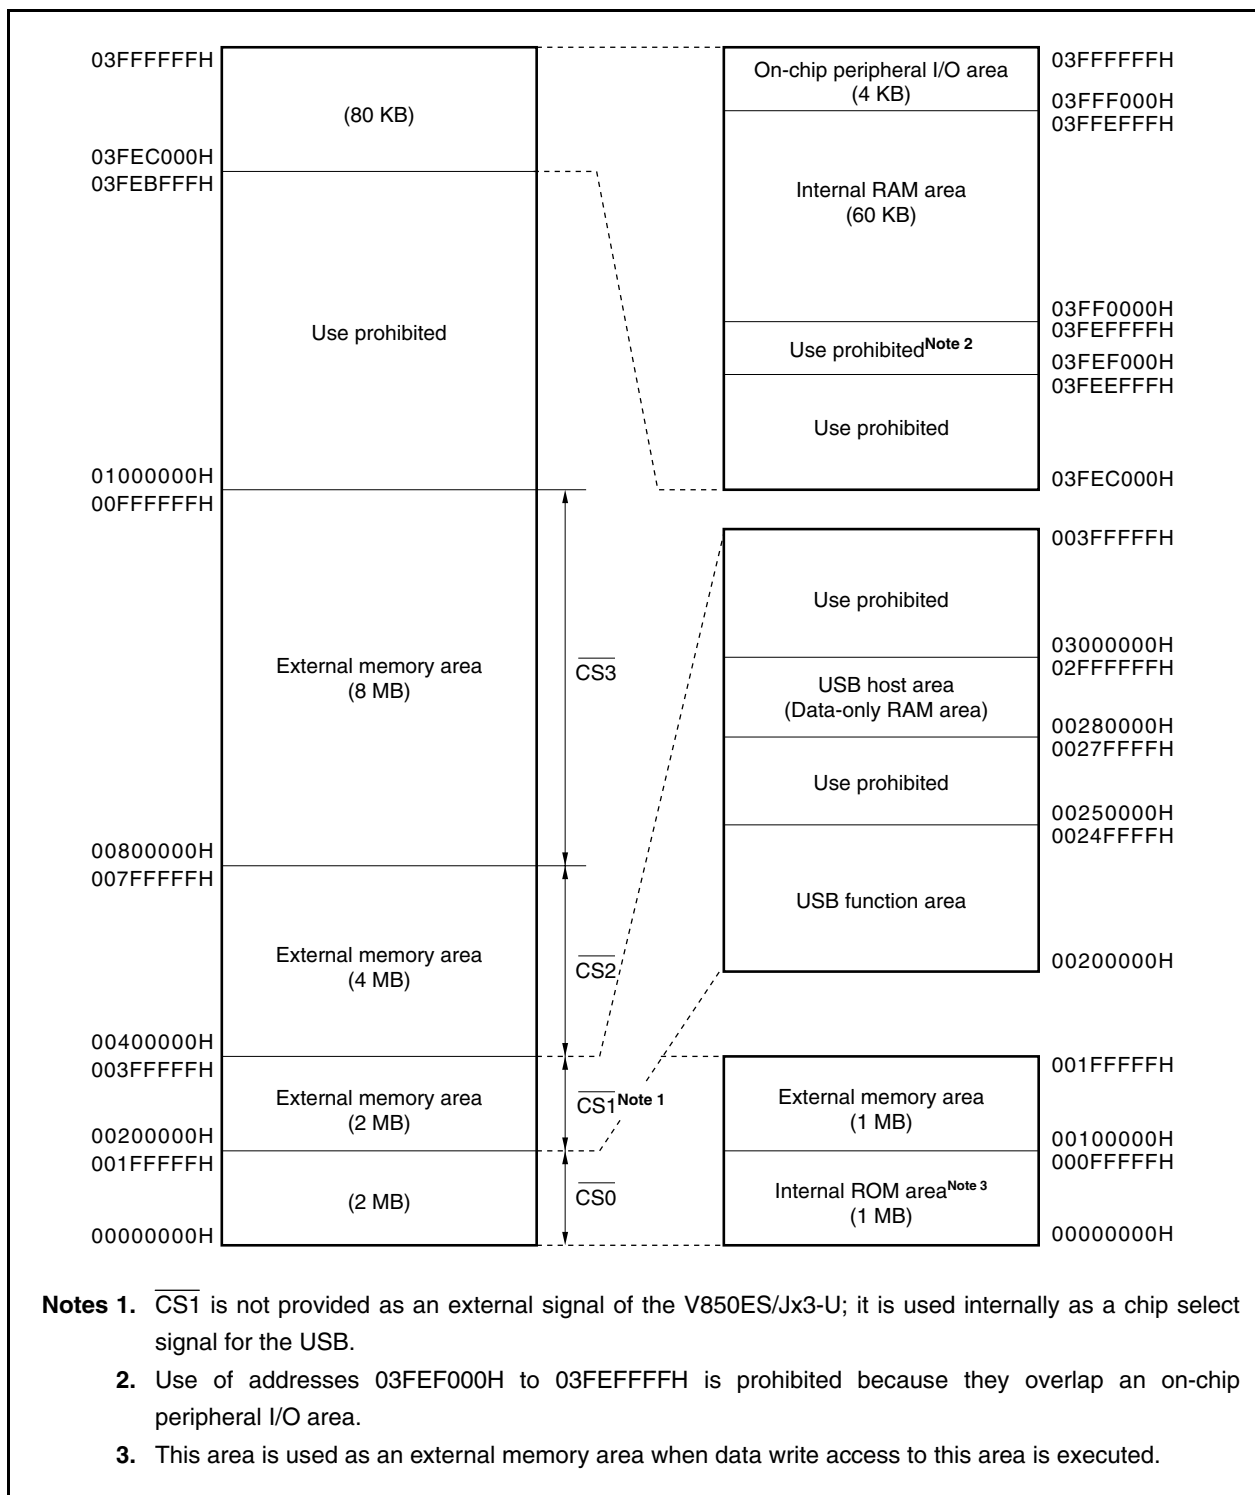 03FFFFFFH
(80 KB)
03FEC000H
03FEBFFFH
Use prohibited
01000000H
00FFFFFFH
External memory area
(8 MB)
CS3
00800000H
007FFFFFH
External memory area
(4 MB)
CS2
00400000H
003FFFFFH
External memory area
(2 MB)
CS1 Note 1
00200000H
001FFFFFH
(2 MB)
CS0
00000000H
On-chip peripheral I/O area
(4 KB)
03FFFFFFH
03FFF000H
03FFEFFFH
Internal RAM area
(60 KB)
03FF0000H
03FEFFFFH
Use prohibited Note 2
03FEF000H
03FEEFFFH
Use prohibited
03FEC000H
003FFFFFH
Use prohibited
03000000H
02FFFFFFH
USB host area
(Data-only RAM area)
00280000H
0027FFFFH
Use prohibited
00250000H
0024FFFFH
USB function area
00200000H
001FFFFFH
External memory area
(1 MB)
00100000H
000FFFFFH
Internal ROM area Note 3
(1 MB)
00000000H
Notes 1. CS1 is not provided as an external signal of the V850ES/Jx3-U; it is used internally as a chip select
signal for the USB.
2. Use of addresses 03FEF000H to 03FEFFFFH is prohibited because they overlap an on-chip
peripheral I/O area.
3. This area is used as an external memory area when data write access to this area is executed.